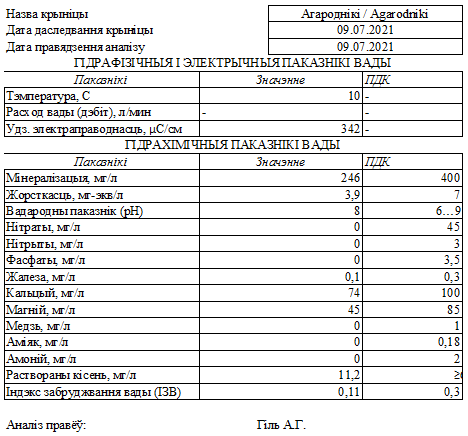 Назва крыніцы Агароднікі / Agarodniki
Дата даследвання крыніцы 09.07.2021
Дата правядзення аналізу 09.07.2021
ГІДРАФІЗІЧНЫЯ І ЭЛЕКТРЫЧНЫЯ ПАКАЗНІКІ ВАДЫ
Паказнікі Значэнне ПДК
Тэмпература, С 10 -
Расход вады (дэбіт), л/мин - -
Удз. электраправоднасць, µС/см 342 -
ГІДРАХІМІЧНЫЯ ПАКАЗНІКІ ВАДЫ
Паказнікі Значэнне ПДК
Мінералізацыя, мг/л 246 400
Жорсткасць, мг-экв/л 3,9 7
Вадародны паказнік (pH) 8 6…9
Нітраты, мг/л 0 45
Нітрыты, мг/л 0 3
Фасфаты, мг/л 0 3,5
Жалеза, мг/л 0,1 0,3
Кальцый, мг/л 74 100
Магній, мг/л 45 85
Медзь, мг/л 0 1
Аміяк, мг/л 0 0,18
Амоній, мг/л 0 2
Раствораны кісень, мг/л 11,2
Індэкс забруджвання вады (ІЗВ) 0,11 0,3
Аналіз правёў: Гіль А.Г.